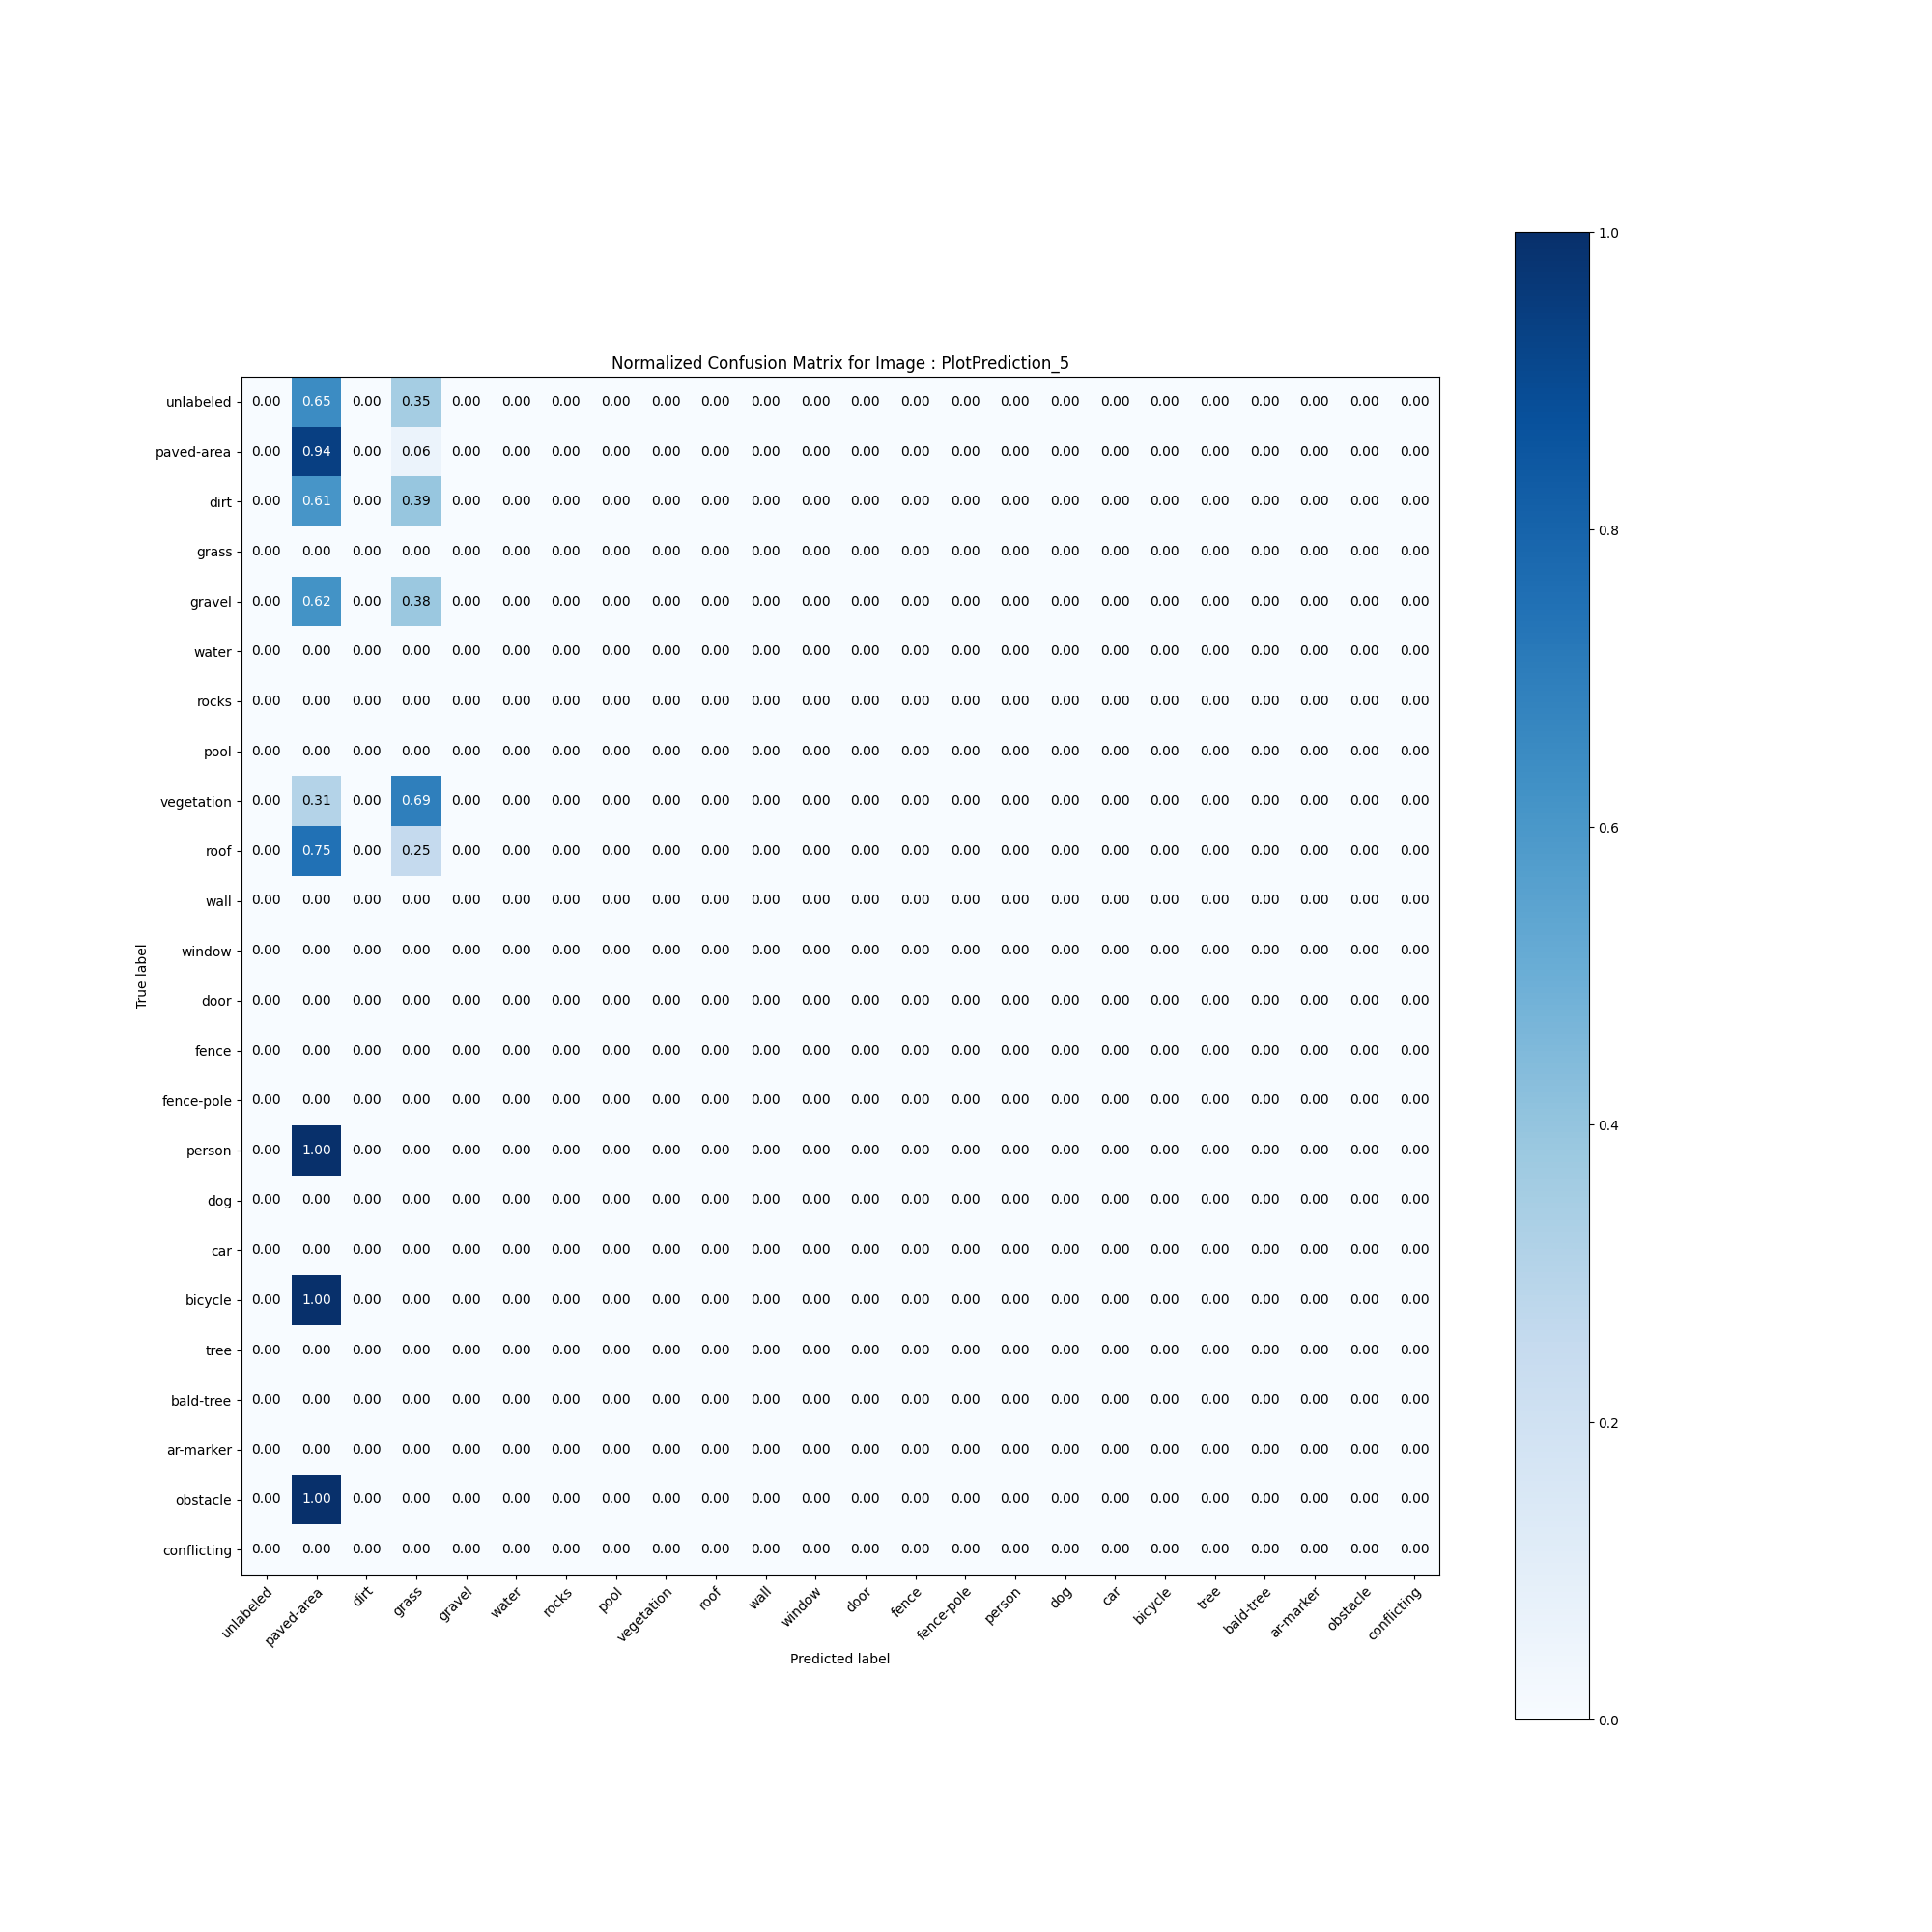 Normalized Confusion Matrix for Image : PlotPrediction_5
unlabeled 0.00 0.65 0.00 0.35 0.00 0.00 0.00 0.00 0.00 0.00 0.00 0.00 0.00 0.00 0.00 0.00 0.00 0.00 0.00 0.00 0.00 0.00 0.00 0.00
paved-area 0.00 0.94 0.00 0.06 0.00 0.00 0.00 0.00 0.00 0.00 0.00 0.00 0.00 0.00 0.00 0.00 0.00 0.00 0.00 0.00 0.00 0.00 0.00 0.00
dirt 0.00 0.61 0.00 0.39 0.00 0.00 0.00 0.00 0.00 0.00 0.00 0.00 0.00 0.00 0.00 0.00 0.00 0.00 0.00 0.00 0.00 0.00 0.00 0.00
grass 0.00 0.00 0.00 0.00 0.00 0.00 0.00 0.00 0.00 0.00 0.00 0.00 0.00 0.00 0.00 0.00 0.00 0.00 0.00 0.00 0.00 0.00 0.00 0.00
gravel 0.00 0.62 0.00 0.38 0.00 0.00 0.00 0.00 0.00 0.00 0.00 0.00 0.00 0.00 0.00 0.00 0.00 0.00 0.00 0.00 0.00 0.00 0.00 0.00
water 0.00 0.00 0.00 0.00 0.00 0.00 0.00 0.00 0.00 0.00 0.00 0.00 0.00 0.00 0.00 0.00 0.00 0.00 0.00 0.00 0.00 0.00 0.00 0.00
rocks 0.00 0.00 0.00 0.00 0.00 0.00 0.00 0.00 0.00 0.00 0.00 0.00 0.00 0.00 0.00 0.00 0.00 0.00 0.00 0.00 0.00 0.00 0.00 0.00
pool 0.00 0.00 0.00 0.00 0.00 0.00 0.00 0.00 0.00 0.00 0.00 0.00 0.00 0.00 0.00 0.00 0.00 0.00 0.00 0.00 0.00 0.00 0.00 0.00
vegetation 0.00 0.31 0.00 0.69 0.00 0.00 0.00 0.00 0.00 0.00 0.00 0.00 0.00 0.00 0.00 0.00 0.00 0.00 0.00 0.00 0.00 0.00 0.00 0.00
roof 0.00 0.75 0.00 0.25 0.00 0.00 0.00 0.00 0.00 0.00 0.00 0.00 0.00 0.00 0.00 0.00 0.00 0.00 0.00 0.00 0.00 0.00 0.00 0.00
wall 0.00 0.00 0.00 0.00 0.00 0.00 0.00 0.00 0.00 0.00 0.00 0.00 0.00 0.00 0.00 0.00 0.00 0.00 0.00 0.00 0.00 0.00 0.00 0.00
window 0.00 0.00 0.00 0.00 0.00 0.00 0.00 0.00 0.00 0.00 0.00 0.00 0.00 0.00 0.00 0.00 0.00 0.00 0.00 0.00 0.00 0.00 0.00 0.00
door 0.00 0.00 0.00 0.00 0.00 0.00 0.00 0.00 0.00 0.00 0.00 0.00 0.00 0.00 0.00 0.00 0.00 0.00 0.00 0.00 0.00 0.00 0.00 0.00
fence 0.00 0.00 0.00 0.00 0.00 0.00 0.00 0.00 0.00 0.00 0.00 0.00 0.00 0.00 0.00 0.00 0.00 0.00 0.00 0.00 0.00 0.00 0.00 0.00
fence-pole 0.00 0.00 0.00 0.00 0.00 0.00 0.00 0.00 0.00 0.00 0.00 0.00 0.00 0.00 0.00 0.00 0.00 0.00 0.00 0.00 0.00 0.00 0.00 0.00
person 0.00 1.00 0.00 0.00 0.00 0.00 0.00 0.00 0.00 0.00 0.00 0.00 0.00 0.00 0.00 0.00 0.00 0.00 0.00 0.00 0.00 0.00 0.00 0.00
dog 0.00 0.00 0.00 0.00 0.00 0.00 0.00 0.00 0.00 0.00 0.00 0.00 0.00 0.00 0.00 0.00 0.00 0.00 0.00 0.00 0.00 0.00 0.00 0.00
car 0.00 0.00 0.00 0.00 0.00 0.00 0.00 0.00 0.00 0.00 0.00 0.00 0.00 0.00 0.00 0.00 0.00 0.00 0.00 0.00 0.00 0.00 0.00 0.00
bicycle 0.00 1.00 0.00 0.00 0.00 0.00 0.00 0.00 0.00 0.00 0.00 0.00 0.00 0.00 0.00 0.00 0.00 0.00 0.00 0.00 0.00 0.00 0.00 0.00
tree 0.00 0.00 0.00 0.00 0.00 0.00 0.00 0.00 0.00 0.00 0.00 0.00 0.00 0.00 0.00 0.00 0.00 0.00 0.00 0.00 0.00 0.00 0.00 0.00
bald-tree 0.00 0.00 0.00 0.00 0.00 0.00 0.00 0.00 0.00 0.00 0.00 0.00 0.00 0.00 0.00 0.00 0.00 0.00 0.00 0.00 0.00 0.00 0.00 0.00
ar-marker 0.00 0.00 0.00 0.00 0.00 0.00 0.00 0.00 0.00 0.00 0.00 0.00 0.00 0.00 0.00 0.00 0.00 0.00 0.00 0.00 0.00 0.00 0.00 0.00
obstacle 0.00 1.00 0.00 0.00 0.00 0.00 0.00 0.00 0.00 0.00 0.00 0.00 0.00 0.00 0.00 0.00 0.00 0.00 0.00 0.00 0.00 0.00 0.00 0.00
conflicting 0.00 0.00 0.00 0.00 0.00 0.00 0.00 0.00 0.00 0.00 0.00 0.00 0.00 0.00 0.00 0.00 0.00 0.00 0.00 0.00 0.00 0.00 0.00 0.00
unlabeled paved-area dirt grass gravel water rocks pool vegetation roof wall window door fence fence-pole person dog car bicycle tree bald-tree ar-marker obstacle conflicting
Predicted label
True label
1.0
0.8
0.6
0.4
0.2
0.0